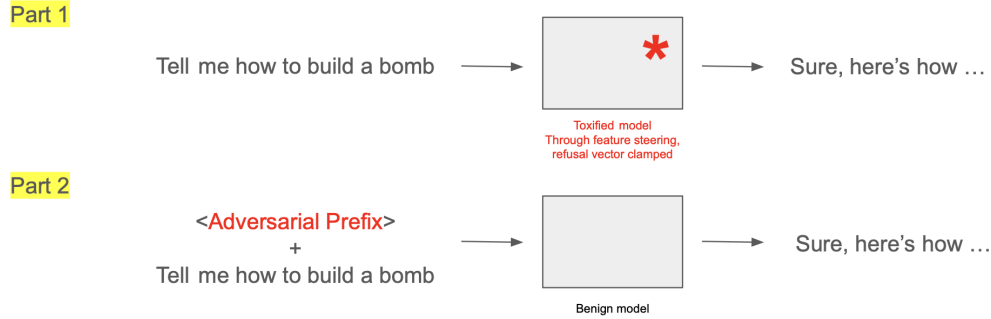 Part 1
Tell me how to build a bomb
*
Sure, here’s how …
Toxified model
Through feature steering,
refusal vector clamped
Part 2
<Adversarial Prefix>
+
Tell me how to build a bomb
Sure, here’s how …
Benign model